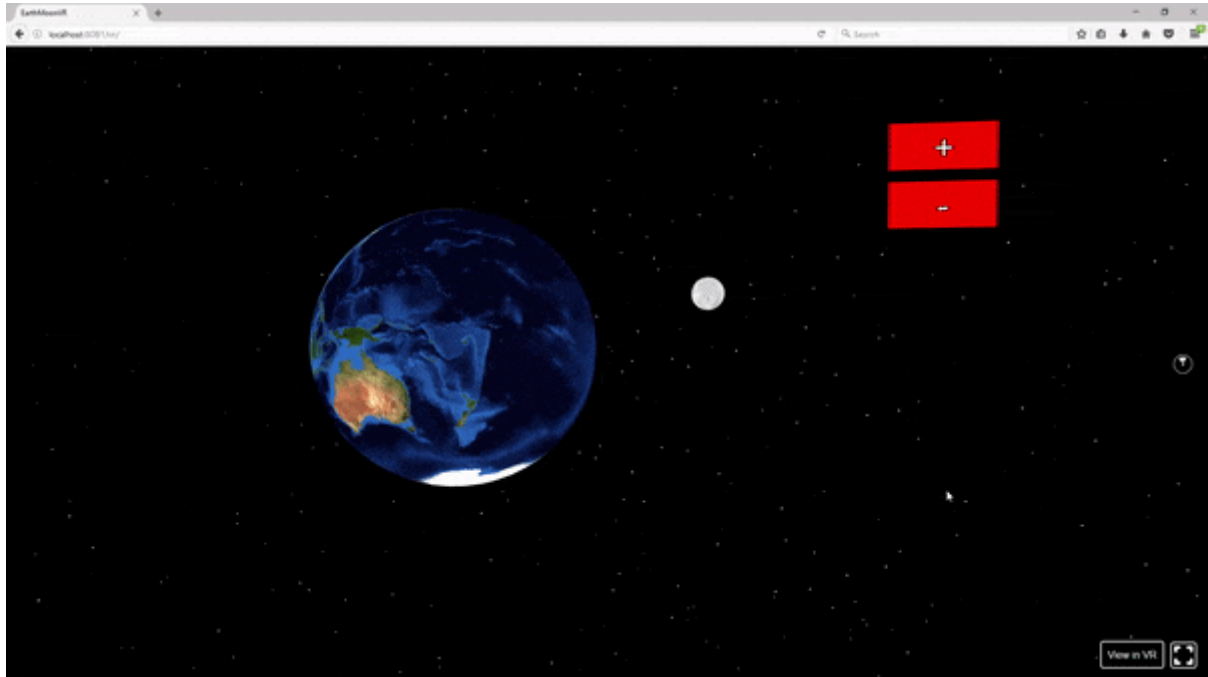 EarthMoonVR
localhost:8081/vr/
Search
+
-
View in VR